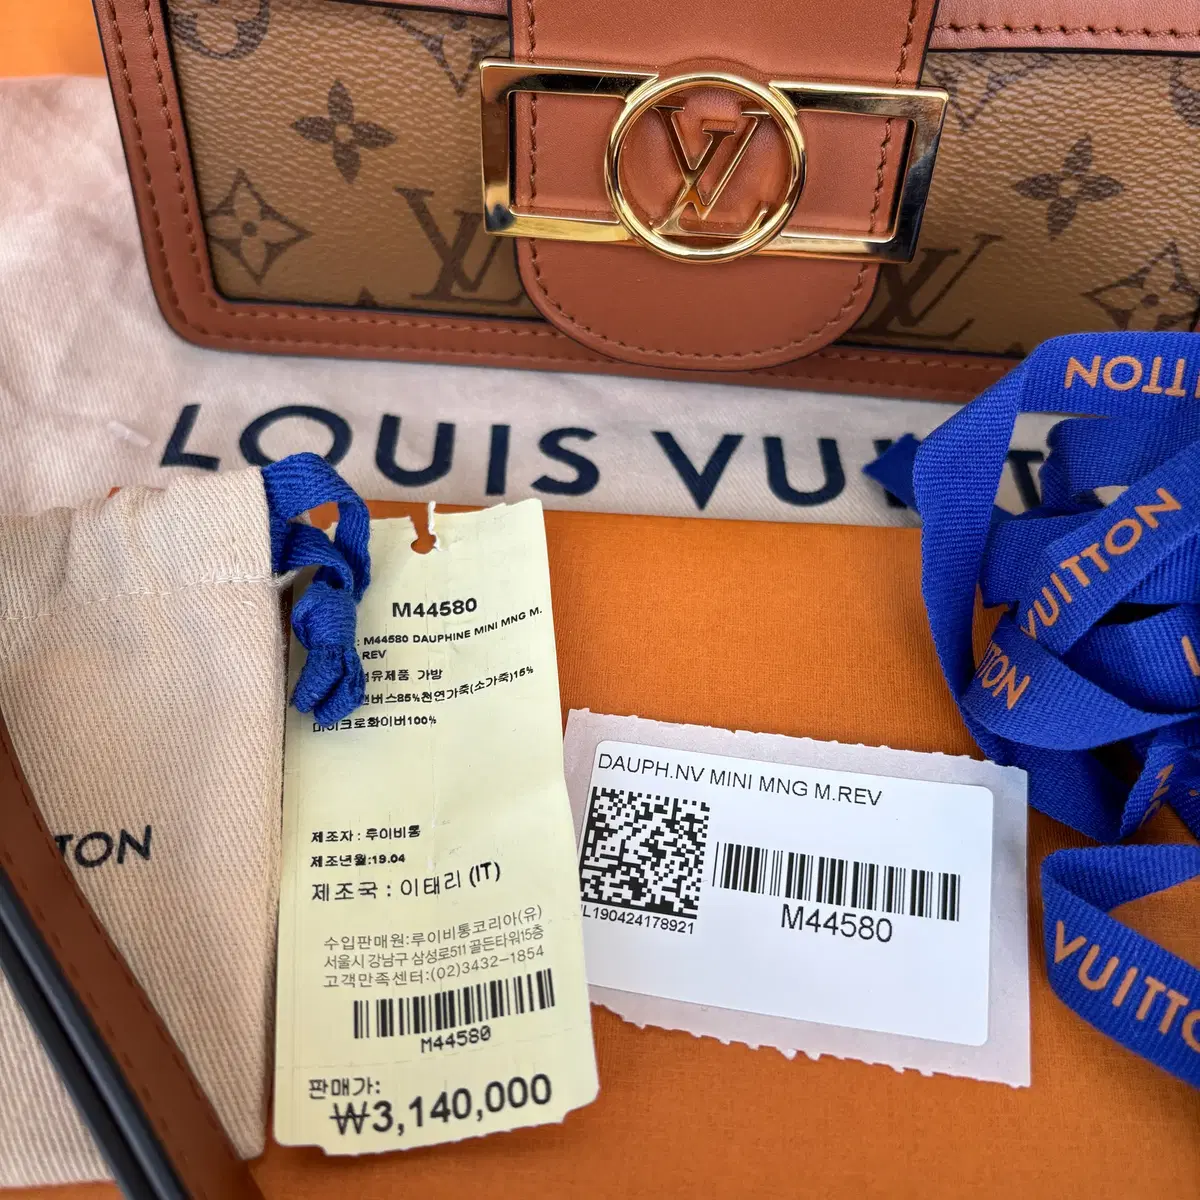 LV
LOUIS VUIT
M44580
: M44580 DAUPHINE MINI MNG M.
REV
섬유제품 가방
캔버스85%천연가죽(소가죽)15%
마이크로화이버100%
제조자 : 루이비통
제조년월:19.04
제조국 : 이태리 (IT)
수입판매원:루이비통코리아(유)
서울시 강남구 삼성로511 골든타워15층
고객만족센터:(02)3432-1854
M44580
판매가:
₩3,140,000
DAUPH.NV MINI MNG M.REV
L190424178921
M44580
TON
VUITTON
VUITTON
TTON
VUITTO